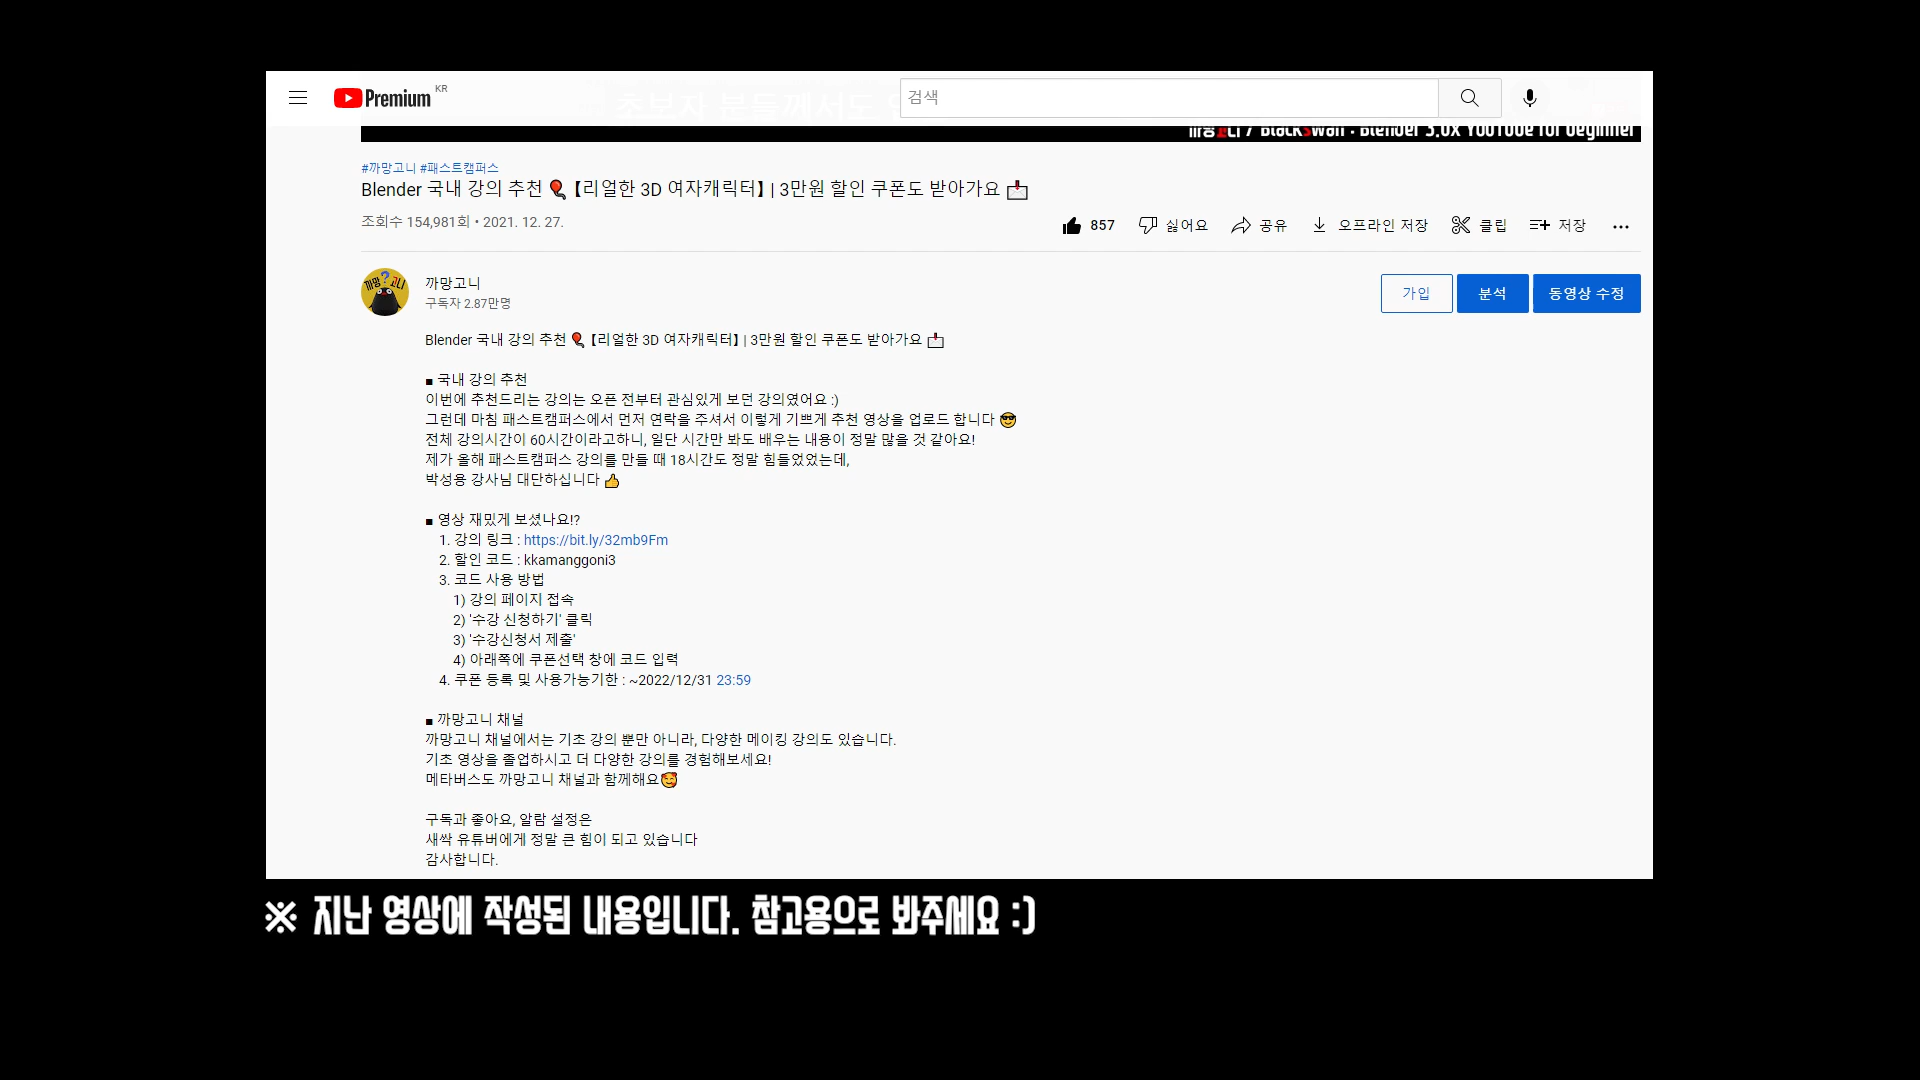 Premium KR
검색
초보자 분들께서도
까망고니 / BlackSwan : Blender 3.0x YouTube for beginner
#까망고니 #패스트캠퍼스
Blender 국내 강의 추천 🎈【리얼한 3D 여자캐릭터】 | 3만원 할인 쿠폰도 받아가요 📩
조회수 154,981회 • 2021. 12. 27.
857 싫어요 공유 오프라인 저장 클립 저장 ...
까망?고니
까망고니
구독자 2.87만명
가입 분석 동영상 수정
Blender 국내 강의 추천 🎈【리얼한 3D 여자캐릭터】 | 3만원 할인 쿠폰도 받아가요 📩
■ 국내 강의 추천
이번에 추천드리는 강의는 오픈 전부터 관심있게 보던 강의였어요 :)
그런데 마침 패스트캠퍼스에서 먼저 연락을 주셔서 이렇게 기쁘게 추천 영상을 업로드 합니다 😎
전체 강의시간이 60시간이라고하니, 일단 시간만 봐도 배우는 내용이 정말 많을 것 같아요!
제가 올해 패스트캠퍼스 강의를 만들 때 18시간도 정말 힘들었었는데,
박성용 강사님 대단하십니다 👍
■ 영상 재밌게 보셨나요!?
1. 강의 링크 : https://bit.ly/32mb9Fm
2. 할인 코드 : kkamanggoni3
3. 코드 사용 방법
1) 강의 페이지 접속
2) '수강 신청하기' 클릭
3) '수강신청서 제출'
4) 아래쪽에 쿠폰선택 창에 코드 입력
4. 쿠폰 등록 및 사용가능기한 : ~2022/12/31 23:59
■ 까망고니 채널
까망고니 채널에서는 기초 강의 뿐만 아니라, 다양한 메이킹 강의도 있습니다.
기초 영상을 졸업하시고 더 다양한 강의를 경험해보세요!
메타버스도 까망고니 채널과 함께해요🥰
구독과 좋아요, 알람 설정은
새싹 유튜버에게 정말 큰 힘이 되고 있습니다
감사합니다.
※ 지난 영상에 작성된 내용입니다. 참고용으로 봐주세요 :)